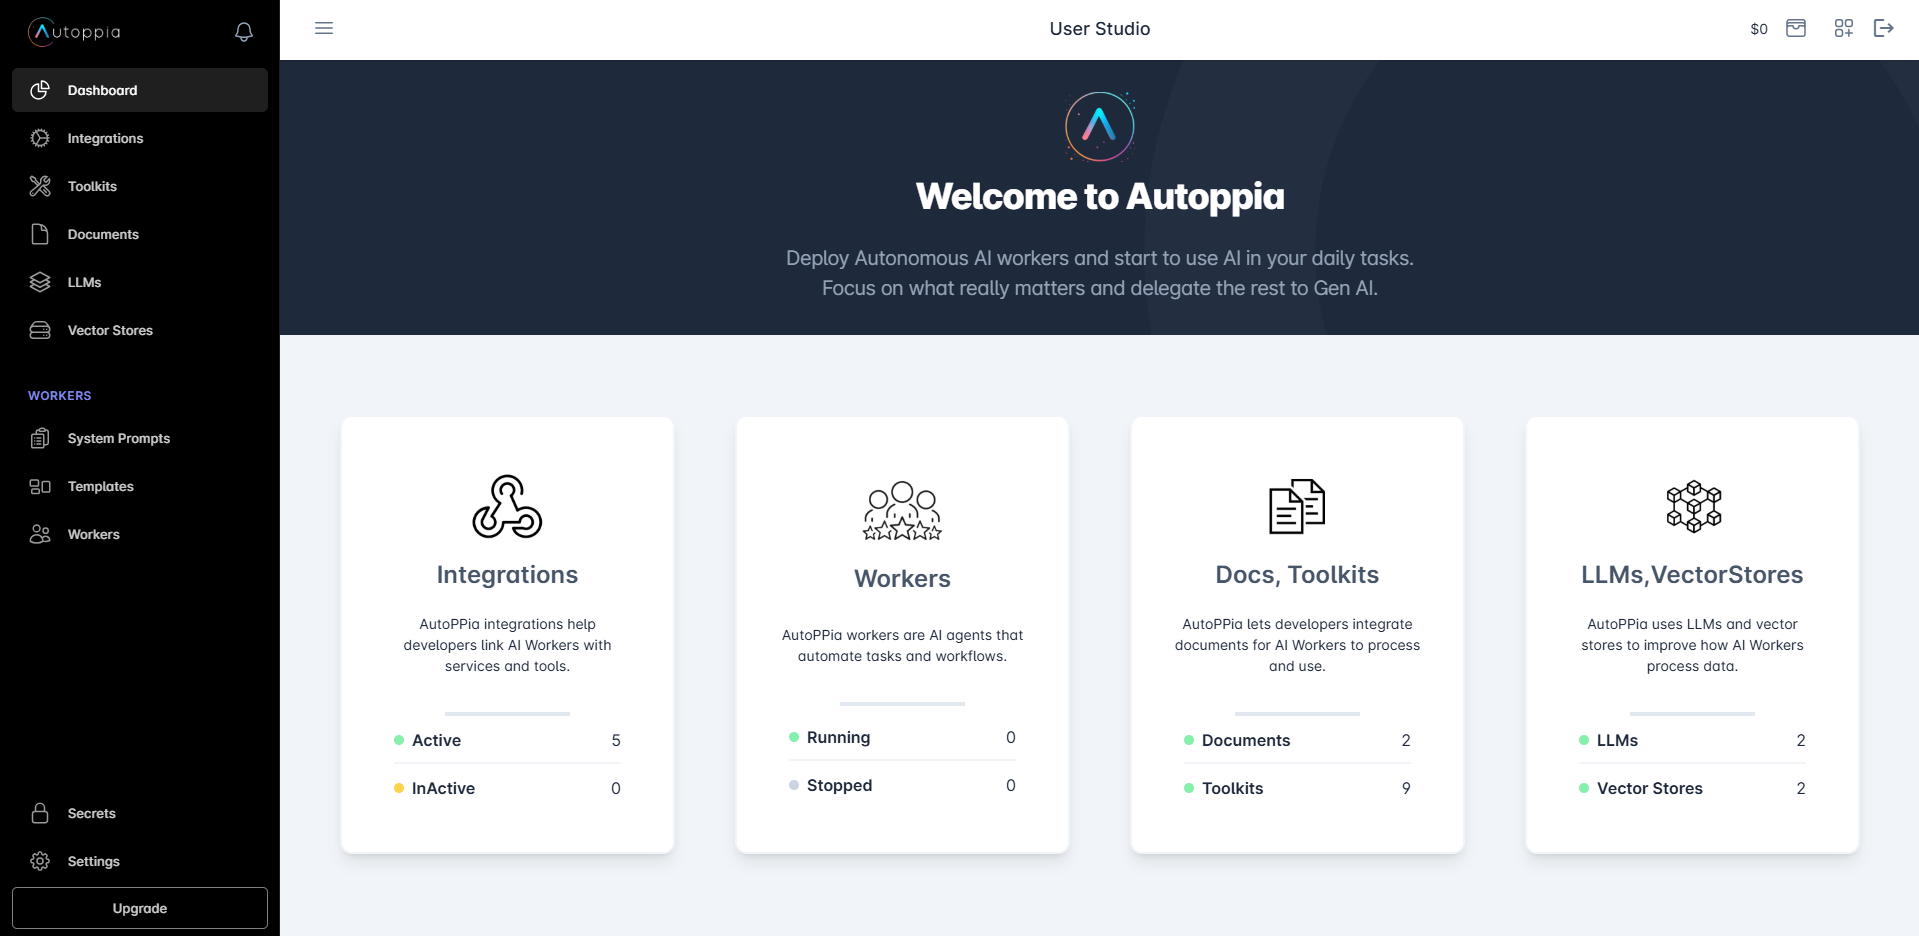 Autoppia
Dashboard
Integrations
Toolkits
Documents
LLMs
Vector Stores
WORKERS
System Prompts
Templates
Workers
Secrets
Settings
Upgrade
User Studio
$0
Welcome to Autoppia
Deploy Autonomous AI workers and start to use AI in your daily tasks.
Focus on what really matters and delegate the rest to Gen AI.
Integrations
AutoPPia integrations help
developers link AI Workers with
services and tools.
Active 5
InActive 0
Workers
AutoPPia workers are AI agents that
automate tasks and workflows.
Running 0
Stopped 0
Docs, Toolkits
AutoPPia lets developers integrate
documents for AI Workers to process
and use.
Documents 2
Toolkits 9
LLMs,VectorStores
AutoPPia uses LLMs and vector
stores to improve how AI Workers
process data.
LLMs 2
Vector Stores 2